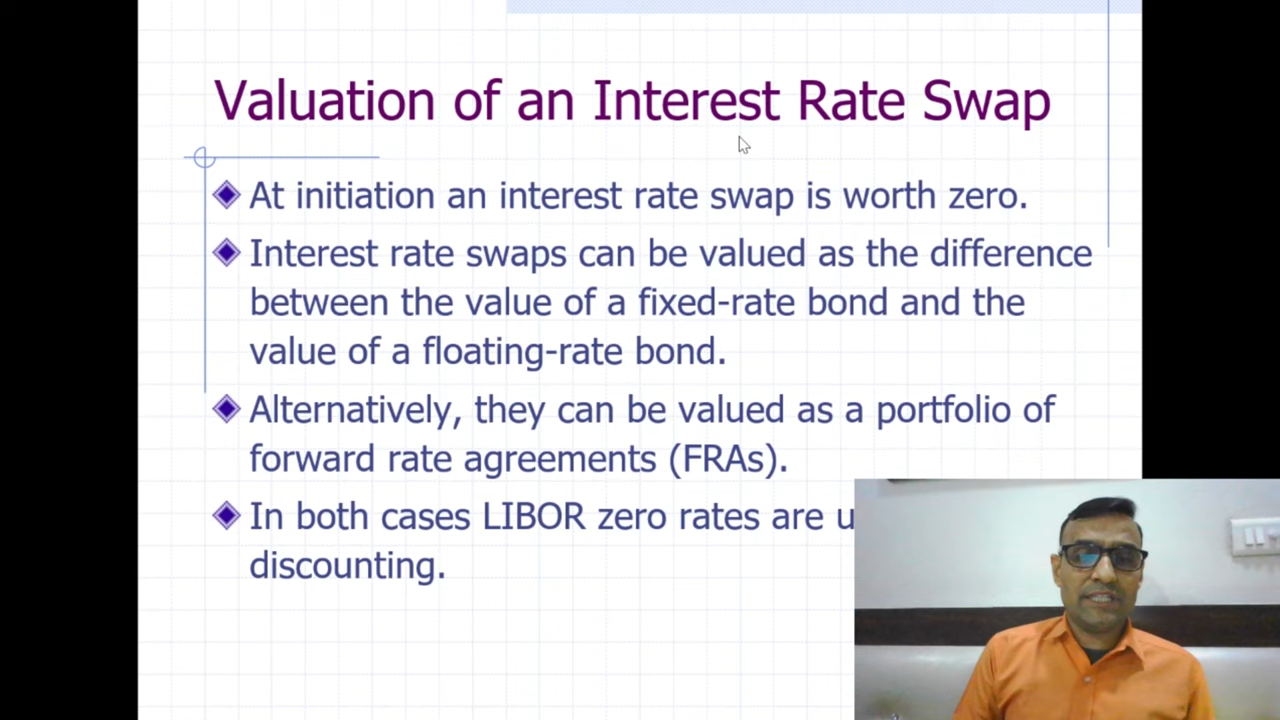 Valuation of an Interest Rate Swap
At initiation an interest rate swap is worth zero.
Interest rate swaps can be valued as the difference
between the value of a fixed-rate bond and the
value of a floating-rate bond.
Alternatively, they can be valued as a portfolio of
forward rate agreements (FRAs).
In both cases LIBOR zero rates are
discounting.